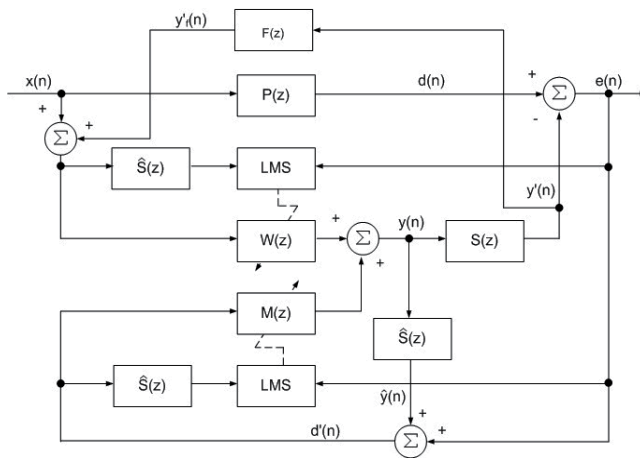 y'f(n)
F(z)
x(n)
P(z)
d(n)
+
e(n)
Σ
+
+
Σ
-
Ŝ(z)
LMS
y'(n)
W(z)
+
Σ
y(n)
S(z)
+
M(z)
Ŝ(z)
Ŝ(z)
LMS
ŷ(n)
+
d'(n)
Σ
+